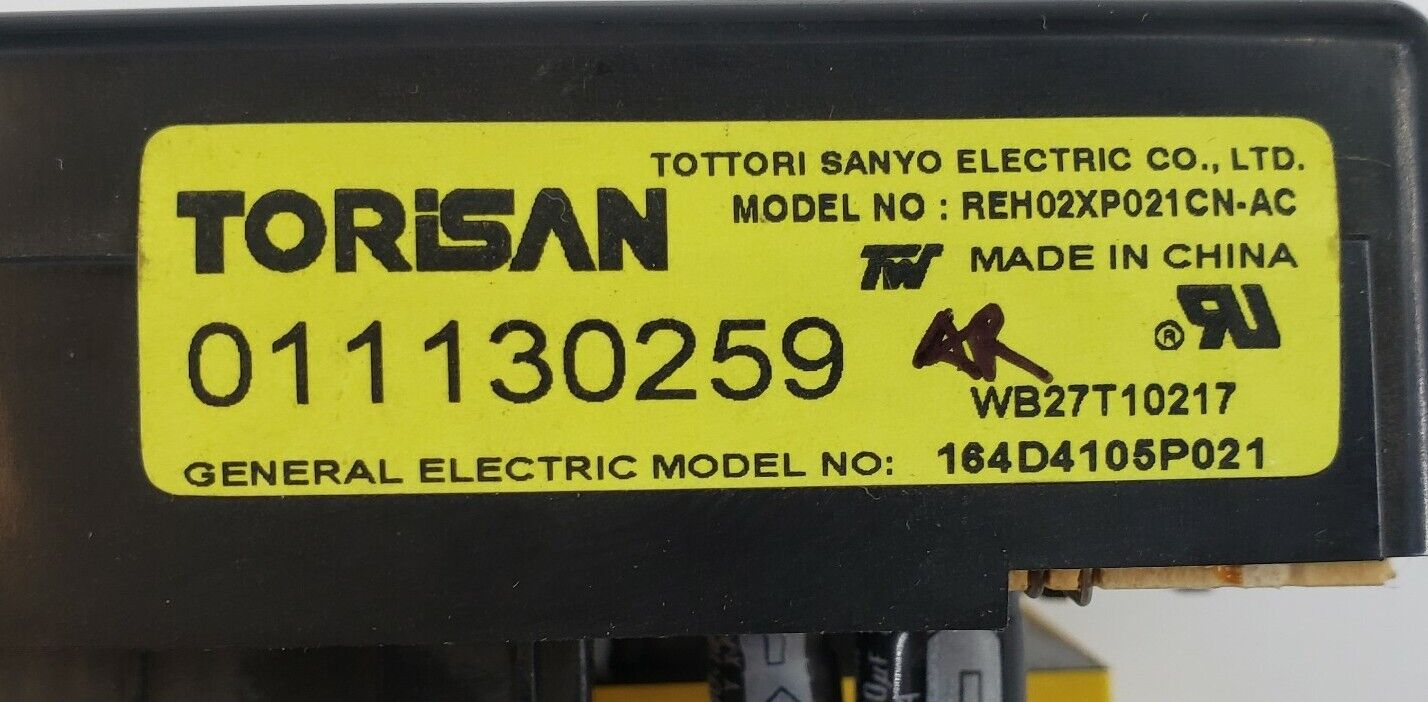 TOTTORI SANYO ELECTRIC CO., LTD.
TORiSAN
MODEL NO : REH02XP021CN-AC
TW MADE IN CHINA
011130259
AR
®
WB27T10217
GENERAL ELECTRIC MODEL NO: 164D4105P021